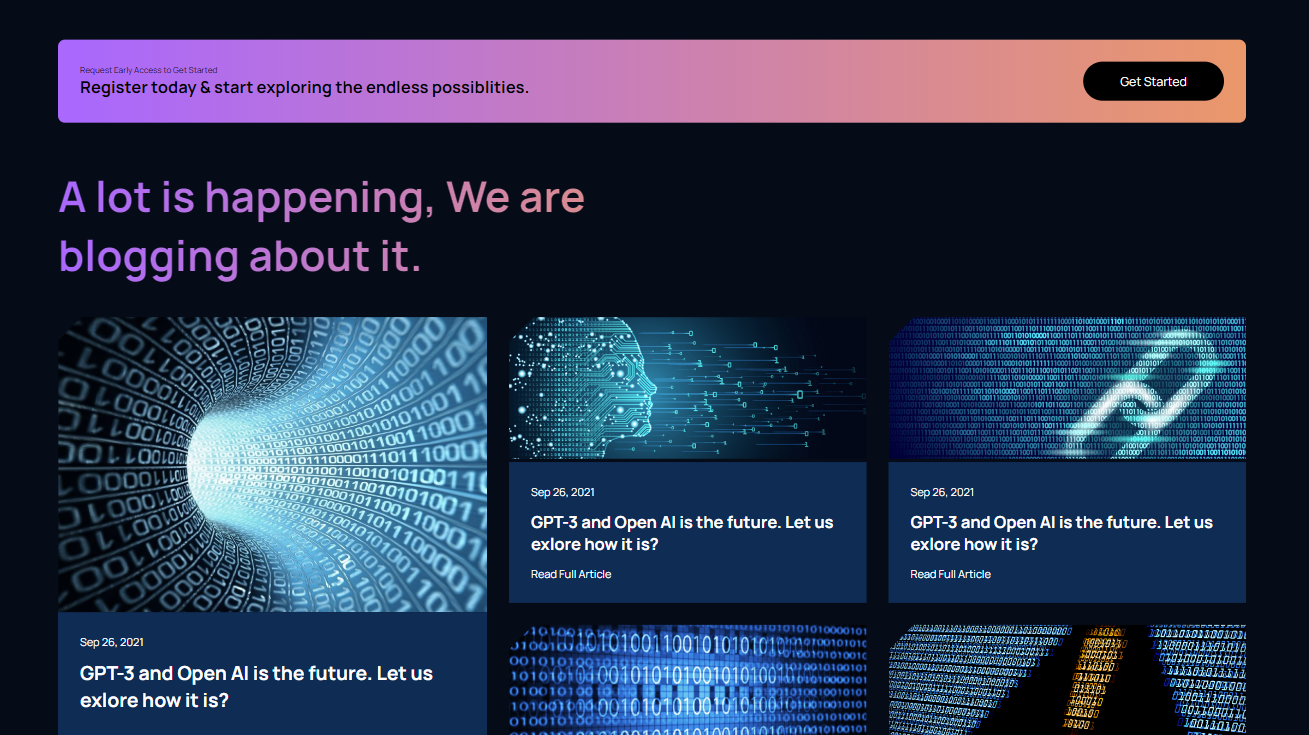 Request Early Access to Get Started
Register today & start exploring the endless possiblities.
Get Started
A lot is happening, We are
blogging about it.
Sep 26, 2021
GPT-3 and Open AI is the future. Let us
exlore how it is?
Sep 26, 2021
GPT-3 and Open AI is the future. Let us
exlore how it is?
Read Full Article
Sep 26, 2021
GPT-3 and Open AI is the future. Let us
exlore how it is?
Read Full Article